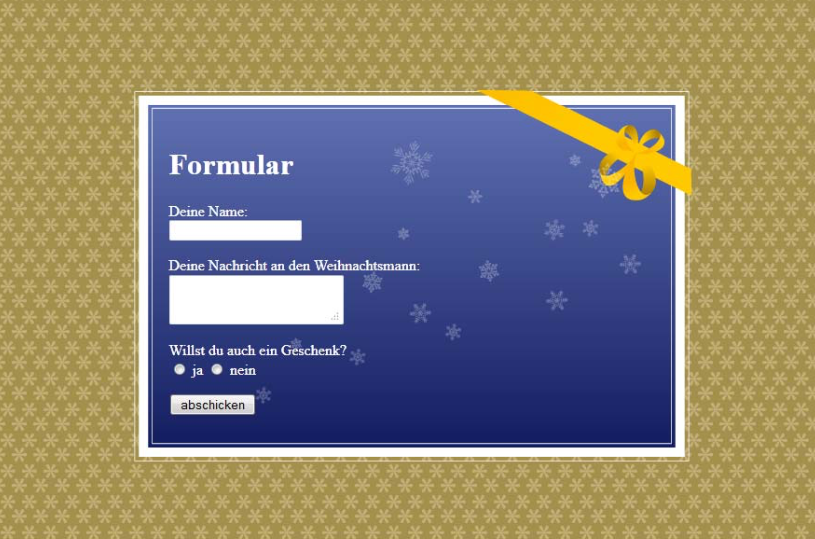 Formular
Deine Name:
Deine Nachricht an den Weihnachtsmann:
Willst du auch ein Geschenk?
ja nein
abschicken